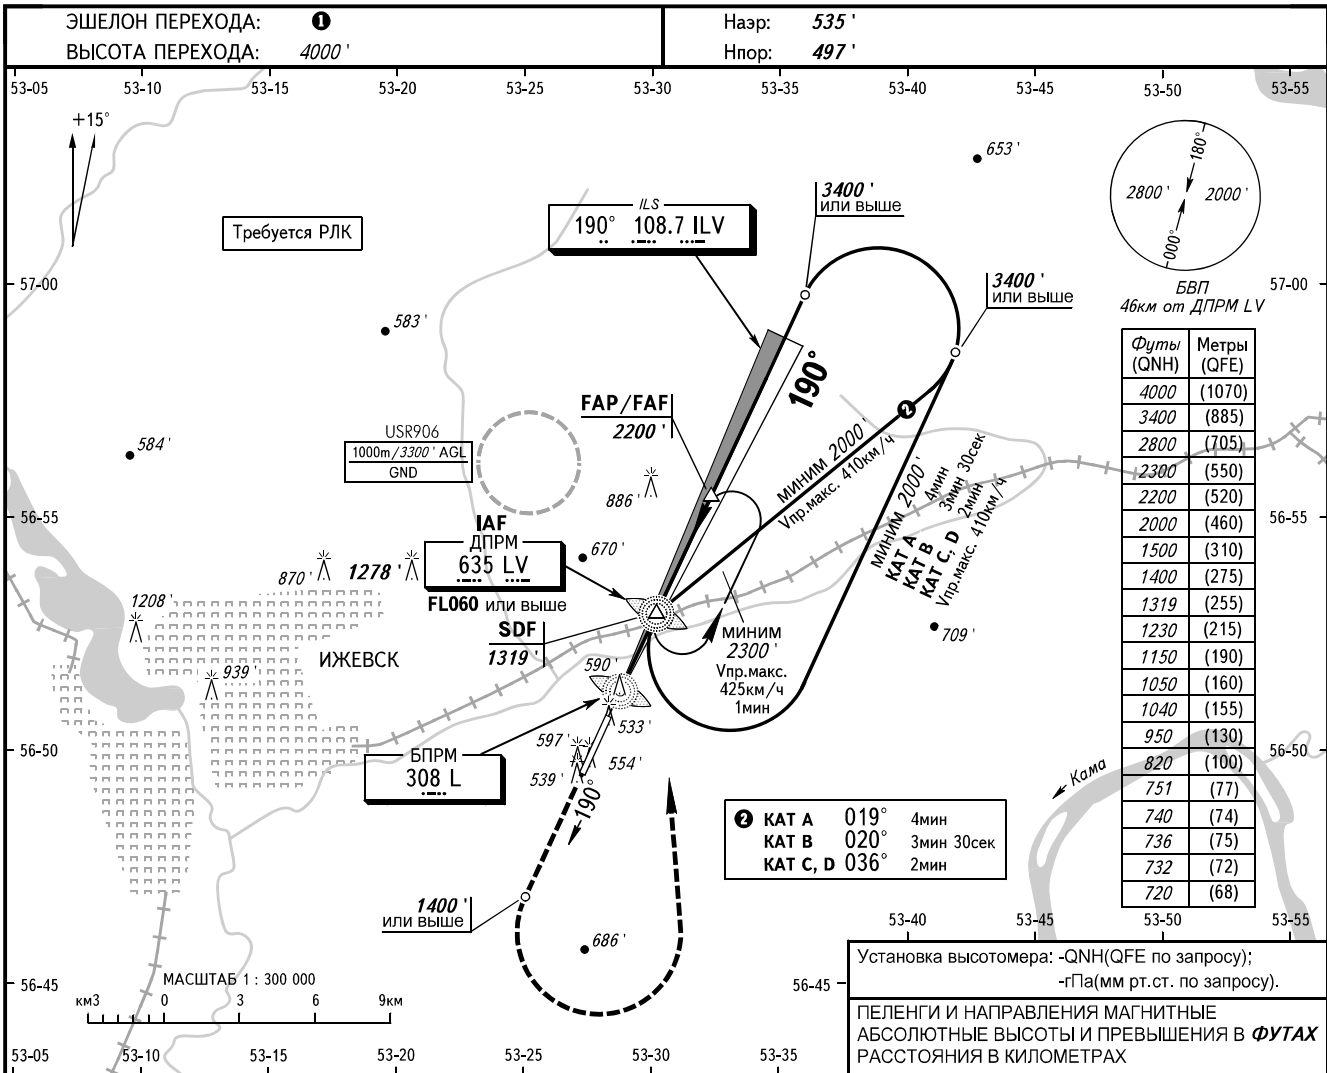 ЭШЕЛОН ПЕРЕХОДА: 1
ВЫСОТА ПЕРЕХОДА: 4000 '
Наэр: 535 '
Нпор: 497 '
53-05 53-10 53-15 53-20 53-25 53-30 53-35 53-40 53-45 53-50 53-55
+15°
653 '
180°
2800 ' 2000 '
000°
БВП
46км от ДПРМ LV
3400 '
или выше
ILS
190° 108.7 ILV
Требуется РЛК
57-00
3400 '
или выше
57-00
583 '
190°
FAP/FAF
2200 '
2
584 '
USR906
1000m/3300 ' AGL
GND
МИНИМ 2000 '
Vпр.макс. 410км/ч
886 '
МИНИМ 2000 '
КАТ A 4мин
КАТ B 3мин 30сек
КАТ C, D 2мин
Vпр.макс. 410км/ч
56-55
56-55
IAF
ДПРМ
635 LV
FL060 или выше
670 '
870 '
1278 '
1208 '
SDF
1319 '
МИНИМ
2300 '
Vпр.макс.
425км/ч
1мин
709 '
ИЖЕВСК
939 '
590 '
533 '
597 '
554 '
539 '
56-50
56-50
БПРМ
308 L
190°
Кама
2 КАТ A 019° 4мин
КАТ B 020° 3мин 30сек
КАТ C, D 036° 2мин
1400 '
или выше
686 '
Футы Метры
(QNH) (QFE)
4000 (1070)
3400 (885)
2800 (705)
2300 (550)
2200 (520)
2000 (460)
1500 (310)
1400 (275)
1319 (255)
1230 (215)
1150 (190)
1050 (160)
1040 (155)
950 (130)
820 (100)
751 (77)
740 (74)
736 (75)
732 (72)
720 (68)
53-40 53-45 53-50 53-55
56-45
56-45
МАСШТАБ 1 : 300 000
км3 0 3 6 9км
Установка высотомера: -QNH(QFE по запросу);
-гПа(мм рт.ст. по запросу).
ПЕЛЕНГИ И НАПРАВЛЕНИЯ МАГНИТНЫЕ
АБСОЛЮТНЫЕ ВЫСОТЫ И ПРЕВЫШЕНИЯ В ФУТАХ
РАССТОЯНИЯ В КИЛОМЕТРАХ
53-05 53-10 53-15 53-20 53-25 53-30 53-35